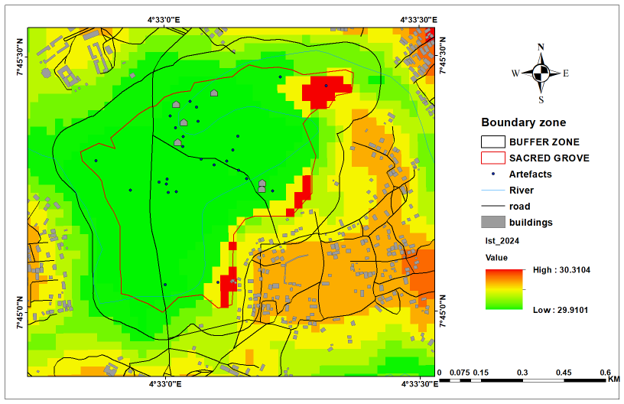 4°33'0"E 4°33'30"E
7°45'30"N 7°45'30"N
N
W E
S
Boundary zone
BUFFER ZONE
SACRED GROVE
Artefacts
River
road
buildings
lst_2024
Value
High : 30.3104
Low : 29.9101
7°45'0"N 7°45'0"N
0 0.075 0.15 0.3 0.45 0.6
KM
4°33'0"E 4°33'30"E